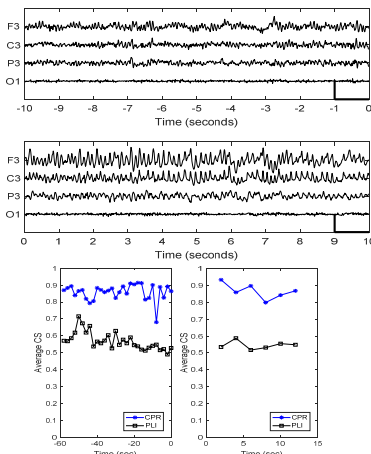 F3
C3
P3
O1
-10 -9 -8 -7 -6 -5 -4 -3 -2 -1 0
Time (seconds)
F3
C3
P3
O1
0 1 2 3 4 5 6 7 8 9 10
Time (seconds)
1
0.9
0.8
0.7
0.6
0.5
0.4
0.3
0.2
0.1
0
Average CS
CPR
PLI
-60 -40 -20 0
Time (sec)
1
0.9
0.8
0.7
0.6
0.5
0.4
0.3
0.2
0.1
0
Average CS
CPR
PLI
0 5 10 15
Time (sec)